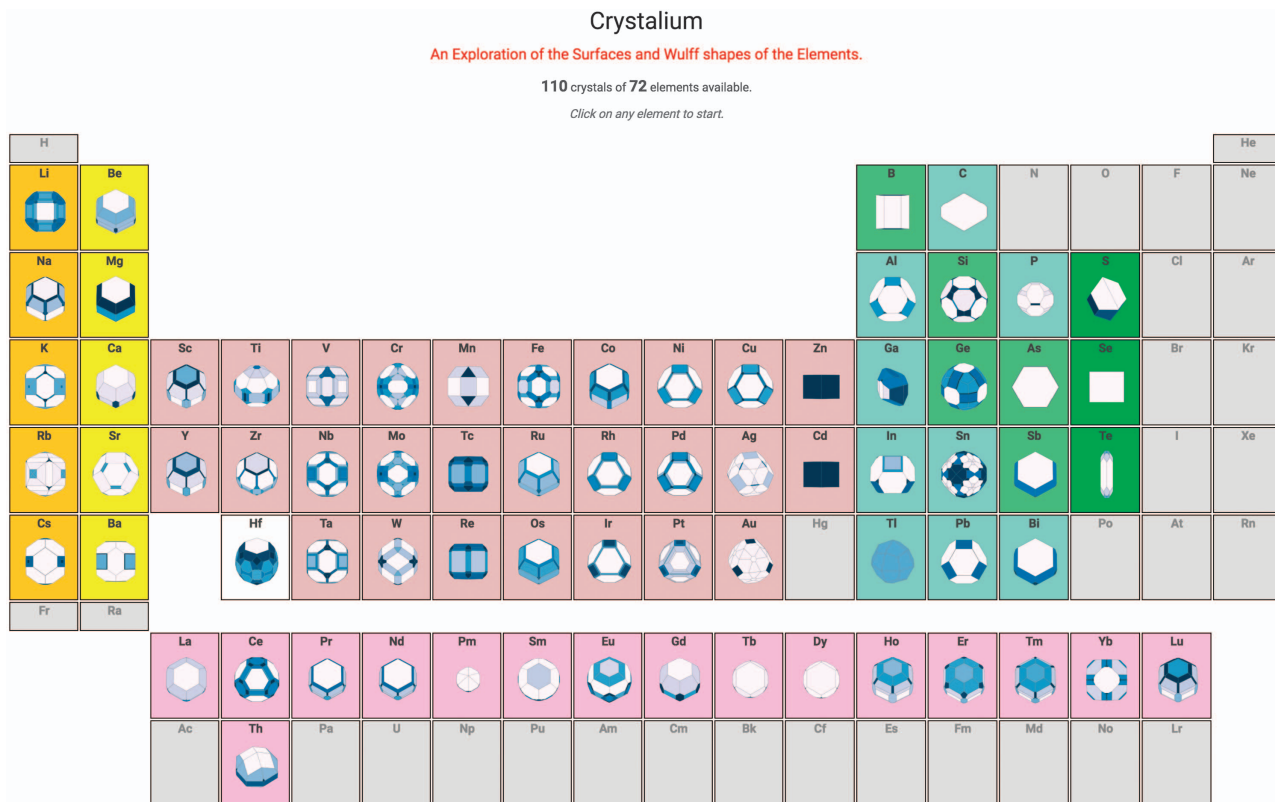 Crystalium
An Exploration of the Surfaces and Wulff shapes of the Elements.
110 crystals of 72 elements available.
Click on any element to start.
H He
Li Be B C N O F Ne
Na Mg Al Si P S Cl Ar
K Ca Sc Ti V Cr Mn Fe Co Ni Cu Zn Ga Ge As Se Br Kr
Rb Sr Y Zr Nb Mo Tc Ru Rh Pd Ag Cd In Sn Sb Te I Xe
Cs Ba Hf Ta W Re Os Ir Pt Au Hg Tl Pb Bi Po At Rn
Fr Ra
La Ce Pr Nd Pm Sm Eu Gd Tb Dy Ho Er Tm Yb Lu
Ac Th Pa U Np Pu Am Cm Bk Cf Es Fm Md No Lr